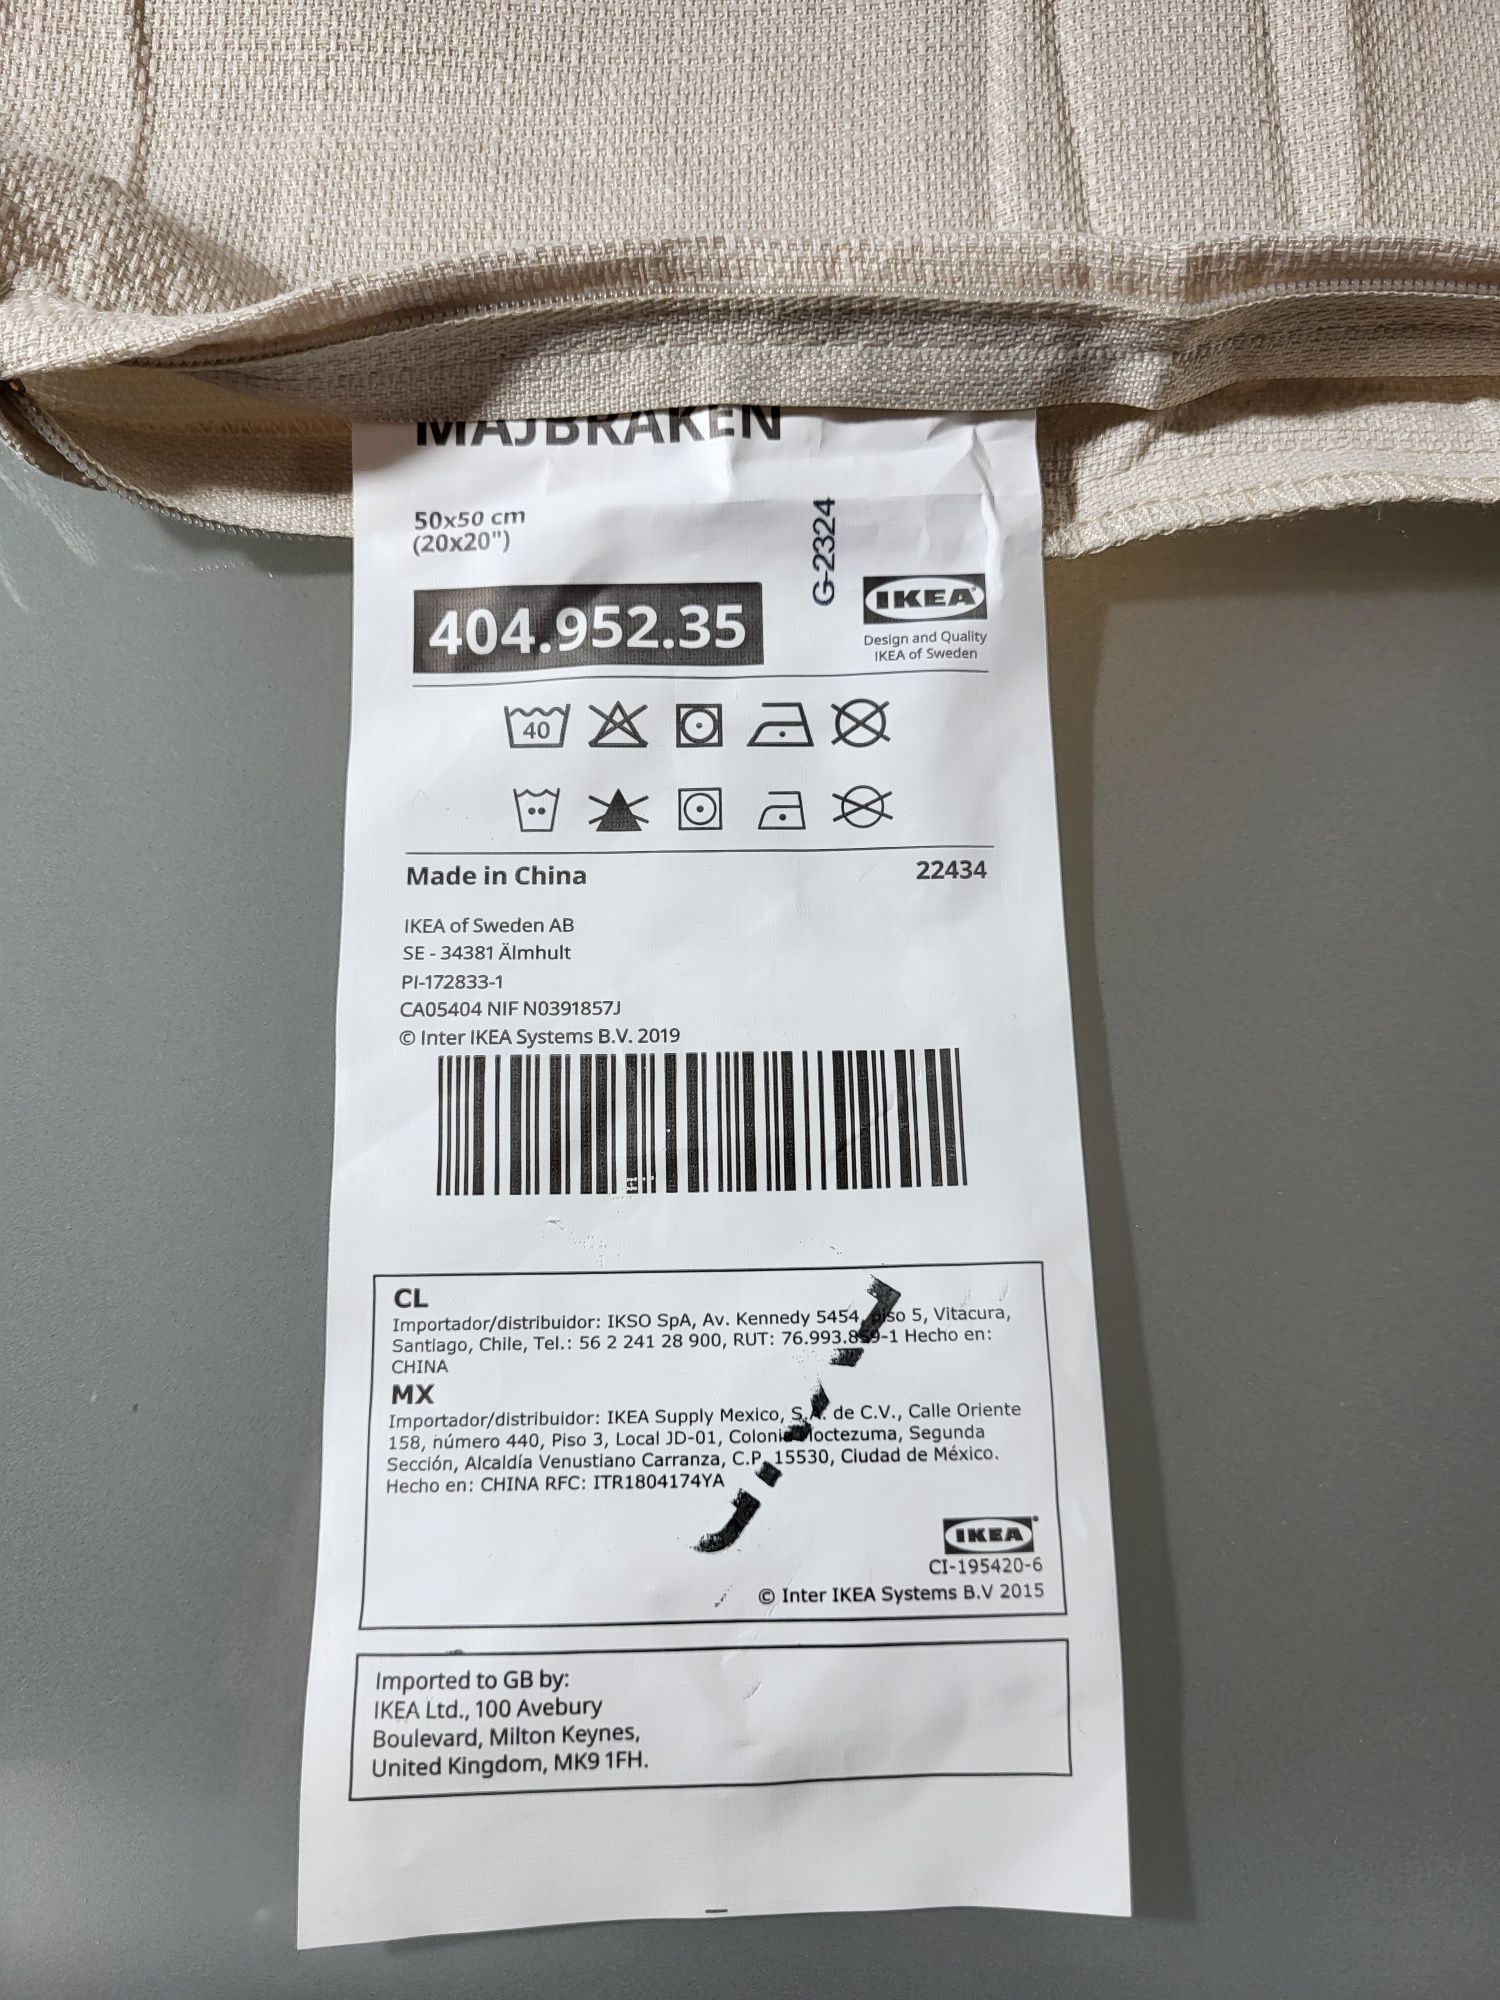 MAJBRÄKEN
50x50 cm
(20x20")
G-2324
404.952.35
IKEA
Design and Quality
IKEA of Sweden
40
Made in China
22434
IKEA of Sweden AB
SE - 34381 Älmhult
PI-172833-1
CA05404 NIF N0391857J
© Inter IKEA Systems B.V. 2019
CL
Importador/distribuidor: IKSO SpA, Av. Kennedy 5454, piso 5, Vitacura,
Santiago, Chile, Tel.: 56 2 241 28 900, RUT: 76.993.859-1 Hecho en:
CHINA
MX
Importador/distribuidor: IKEA Supply Mexico, S.A. de C.V., Calle Oriente
158, número 440, Piso 3, Local JD-01, Colonia Moctezuma, Segunda
Sección, Alcaldía Venustiano Carranza, C.P. 15530, Ciudad de México.
Hecho en: CHINA RFC: ITR1804174YA
IKEA
CI-195420-6
© Inter IKEA Systems B.V 2015
Imported to GB by:
IKEA Ltd., 100 Avebury
Boulevard, Milton Keynes,
United Kingdom, MK9 1FH.